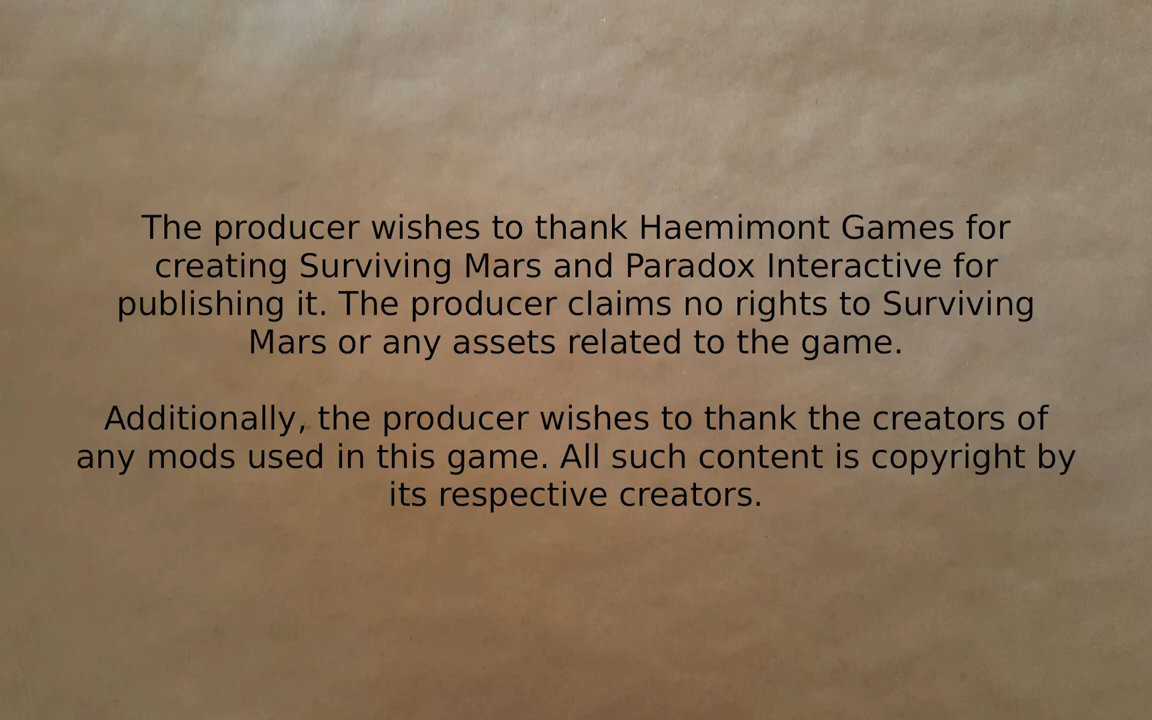 The producer wishes to thank Haemimont Games for
creating Surviving Mars and Paradox Interactive for
publishing it. The producer claims no rights to Surviving
Mars or any assets related to the game.
Additionally, the producer wishes to thank the creators of
any mods used in this game. All such content is copyright by
its respective creators.